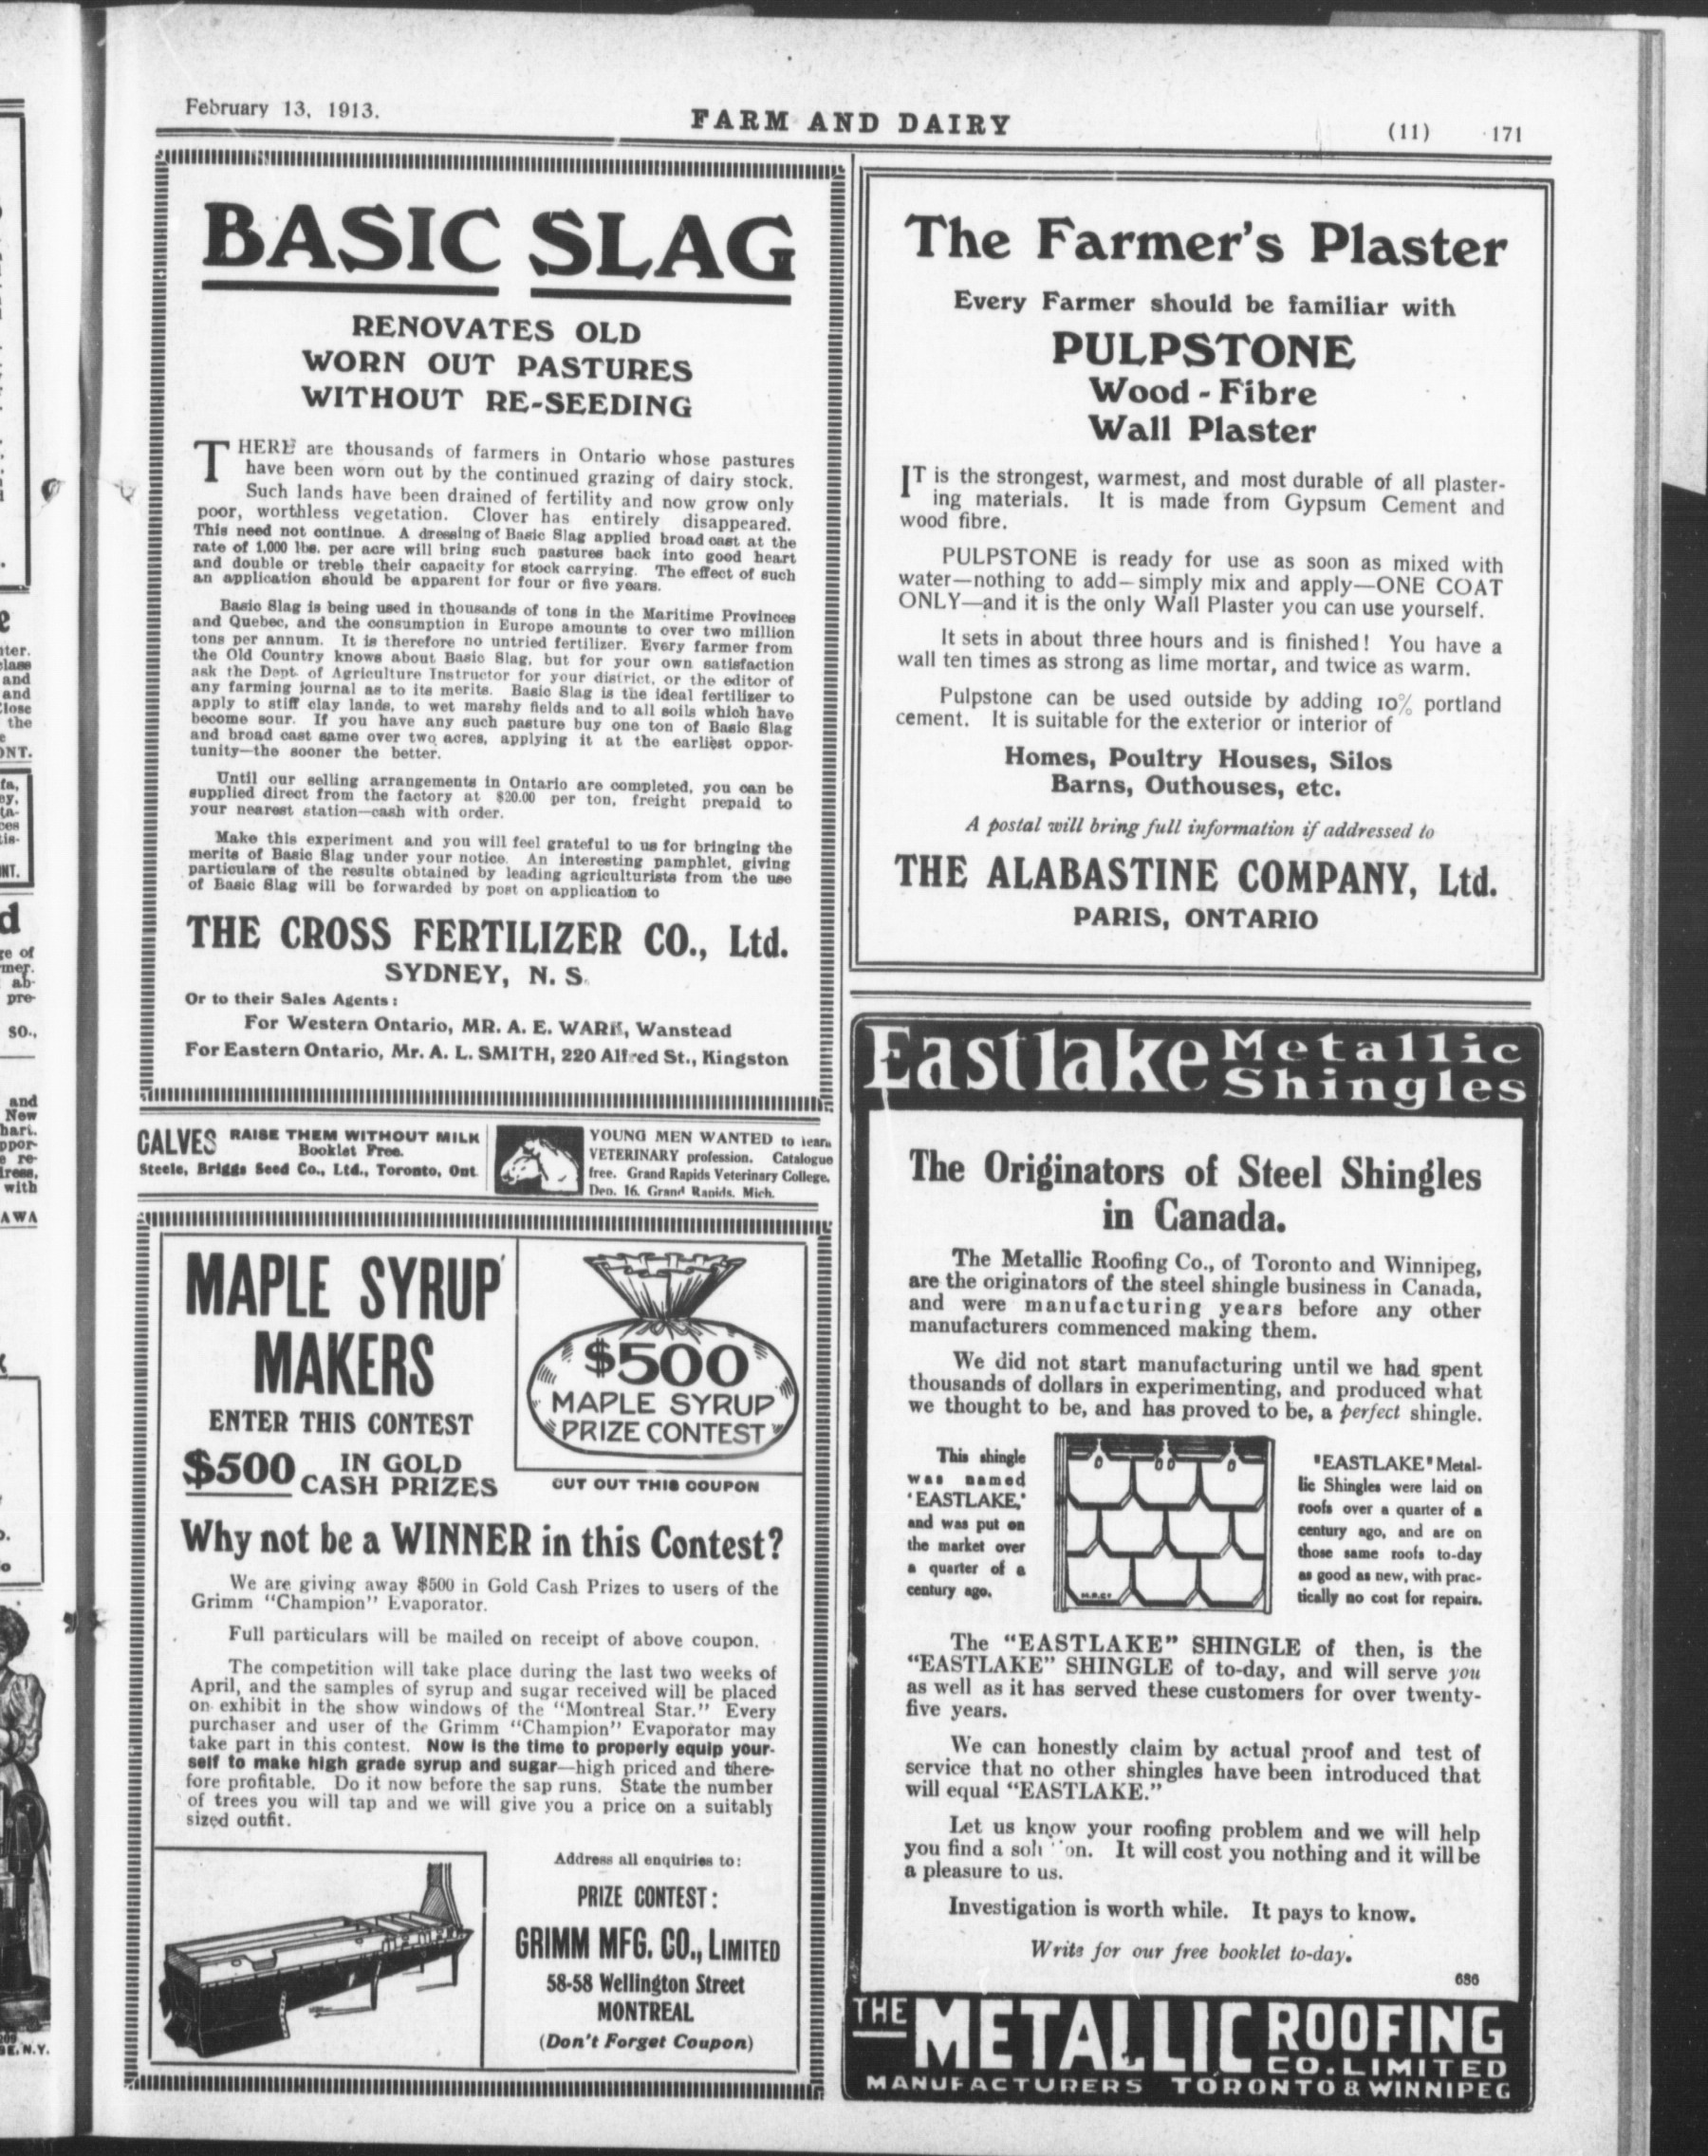 February 13, 1913.
FARM AND DAIRY
(11) 171
BASIC SLAG
RENOVATES OLD
WORN OUT PASTURES
WITHOUT RE-SEEDING
THERE are thousands of farmers in Ontario whose pastures
have been worn out by the continued grazing of dairy stock.
Such lands have been drained of fertility and now grow only
poor, worthless vegetation. Clover has entirely disappeared.
This need not continue. A dressing of Basic Slag applied broad cast at the
rate of 1,000 lbs. per acre will bring such pastures back into good heart
and double or treble their capacity for stock carrying. The effect of such
an application should be apparent for four or five years.
Basic Slag is being used in thousands of tons in the Maritime Provinces
and Quebec, and the consumption in Europe amounts to over two million
tons per annum. It is therefore no untried fertilizer. Every farmer from
the Old Country knows about Basic Slag, but for your own satisfaction
ask the Dept. of Agriculture Instructor for your district, or the editor of
any farming journal as to its merits. Basic Slag is the ideal fertilizer to
apply to stiff clay lands, to wet marshy fields and to all soils which have
become sour. If you have any such pasture buy one ton of Basic Slag
and broad cast same over two acres, applying it at the earliest oppor-
tunity—the sooner the better.
Until our selling arrangements in Ontario are completed, you can be
supplied direct from the factory at $20.00 per ton, freight prepaid to
your nearest station—cash with order.
Make this experiment and you will feel grateful to us for bringing the
merits of Basic Slag under your notice. An interesting pamphlet, giving
particulars of the results obtained by leading agriculturists from the use
of Basic Slag will be forwarded by post on application to
THE CROSS FERTILIZER CO., Ltd.
SYDNEY, N. S.
Or to their Sales Agents:
For Western Ontario, MR. A. E. WARK, Wanstead
For Eastern Ontario, Mr. A. L. SMITH, 220 Alfred St., Kingston
CALVES RAISE THEM WITHOUT MILK
Booklet Free.
Steele, Briggs Seed Co., Ltd., Toronto, Ont
YOUNG MEN WANTED to learn
VETERINARY profession. Catalogue
free. Grand Rapids Veterinary College,
Dep. 16. Grand Rapids. Mich.
MAPLE SYRUP
MAKERS
ENTER THIS CONTEST
$500 IN GOLD
CASH PRIZES
$500
MAPLE SYRUP
PRIZE CONTEST
CUT OUT THIS COUPON
Why not be a WINNER in this Contest?
We are giving away $500 in Gold Cash Prizes to users of the
Grimm "Champion" Evaporator.
Full particulars will be mailed on receipt of above coupon.
The competition will take place during the last two weeks of
April, and the samples of syrup and sugar received will be placed
on exhibit in the show windows of the "Montreal Star." Every
purchaser and user of the Grimm "Champion" Evaporator may
take part in this contest. Now is the time to properly equip your-
self to make high grade syrup and sugar—high priced and there-
fore profitable. Do it now before the sap runs. State the number
of trees you will tap and we will give you a price on a suitably
sized outfit.
Address all enquiries to:
PRIZE CONTEST:
GRIMM MFG. CO., LIMITED
58-58 Wellington Street
MONTREAL
(Don't Forget Coupon)
The Farmer's Plaster
Every Farmer should be familiar with
PULPSTONE
Wood - Fibre
Wall Plaster
IT is the strongest, warmest, and most durable of all plaster-
ing materials. It is made from Gypsum Cement and
wood fibre.
PULPSTONE is ready for use as soon as mixed with
water—nothing to add—simply mix and apply—ONE COAT
ONLY—and it is the only Wall Plaster you can use yourself.
It sets in about three hours and is finished! You have a
wall ten times as strong as lime mortar, and twice as warm.
Pulpstone can be used outside by adding 10% portland
cement. It is suitable for the exterior or interior of
Homes, Poultry Houses, Silos
Barns, Outhouses, etc.
A postal will bring full information if addressed to
THE ALABASTINE COMPANY, Ltd.
PARIS, ONTARIO
Eastlake Metallic
Shingles
The Originators of Steel Shingles
in Canada.
The Metallic Roofing Co., of Toronto and Winnipeg,
are the originators of the steel shingle business in Canada,
and were manufacturing years before any other
manufacturers commenced making them.
We did not start manufacturing until we had spent
thousands of dollars in experimenting, and produced what
we thought to be, and has proved to be, a perfect shingle.
This shingle
was named
'EASTLAKE,'
and was put on
the market over
a quarter of a
century ago.
"EASTLAKE" Metal-
lic Shingles were laid on
roofs over a quarter of a
century ago, and are on
those same roofs to-day
as good as new, with prac-
tically no cost for repairs.
The "EASTLAKE" SHINGLE of then, is the
"EASTLAKE" SHINGLE of to-day, and will serve you
as well as it has served these customers for over twenty-
five years.
We can honestly claim by actual proof and test of
service that no other shingles have been introduced that
will equal "EASTLAKE."
Let us know your roofing problem and we will help
you find a on. It will cost you nothing and it will be
a pleasure to us.
Investigation is worth while. It pays to know.
Write for our free booklet to-day.
686
THE METALLIC ROOFING
CO. LIMITED
MANUFACTURERS TORONTO & WINNIPEG